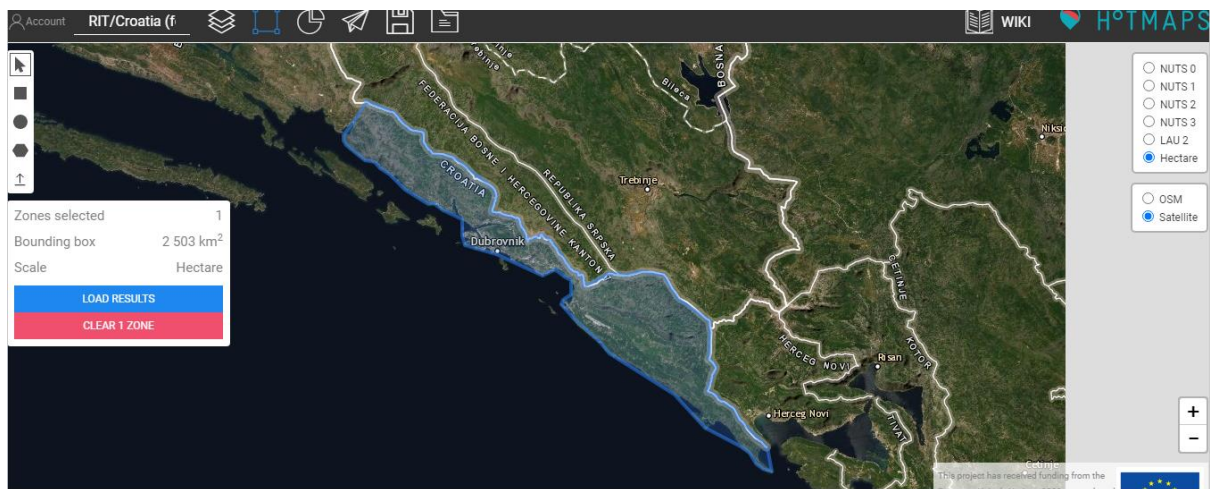 Account RIT/Croatia (f WIKI H°TMAPS
NUTS 0
NUTS 1
NUTS 2
NUTS 3
LAU 2
Hectare
OSM
Satellite
Zones selected 1
Bounding box 2 503 km²
Scale Hectare
LOAD RESULTS
CLEAR 1 ZONE
BOSNA
Bileca
Niksic
FEDERACIJA BOSNE I HERCEGOVINE KANTON
REPUBLIKA SRPSKA
CROATIA
Trebinje
Dubrovnik
CETINJE
KOTOR
HERCEG NOVI
Risan
Herceg Novi
TIVAT
Cetinje
+
−
This project has received funding from the